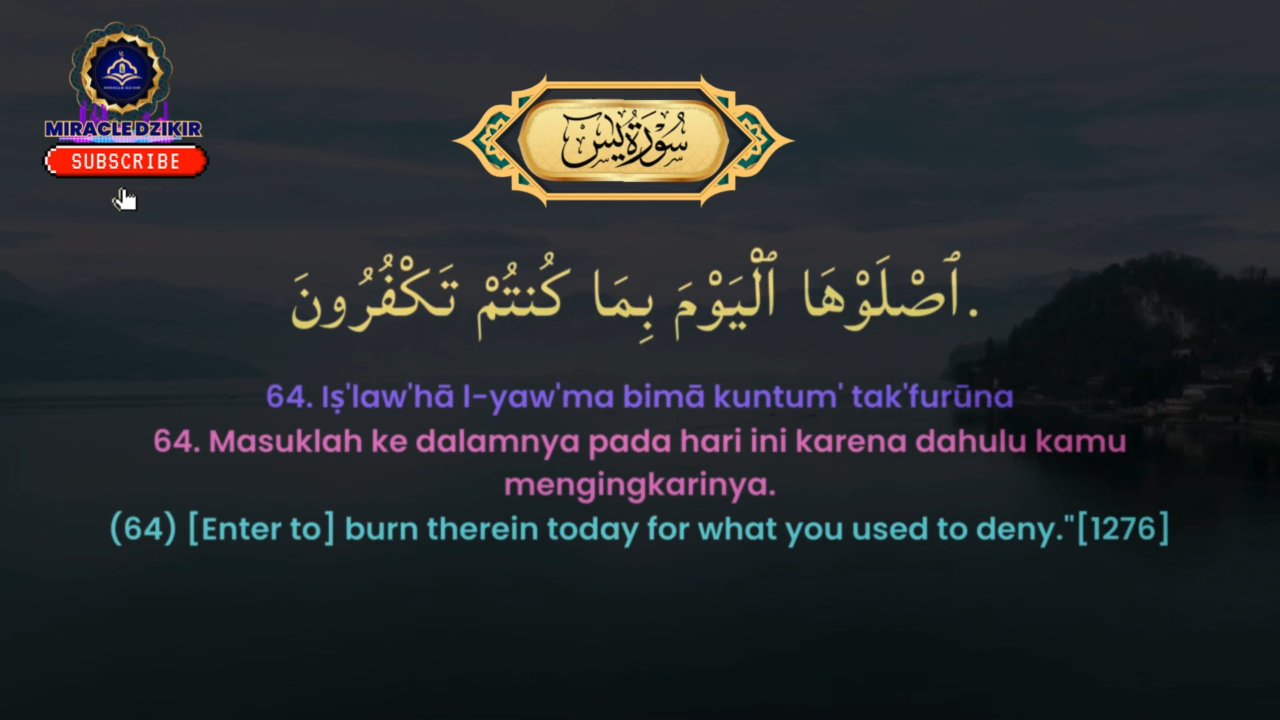 MIRACLE DZIKIR
MIRACLE DZIKIR
SUBSCRIBE
سُوْرَةُ يٰسٓ
ٱصْلَوْهَا ٱلْيَوْمَ بِمَا كُنتُمْ تَكْفُرُونَ.
64. Iṣ'law'hā l-yaw'ma bimā kuntum' tak'furūna
64. Masuklah ke dalamnya pada hari ini karena dahulu kamu
mengingkarinya.
(64) [Enter to] burn therein today for what you used to deny."[1276]